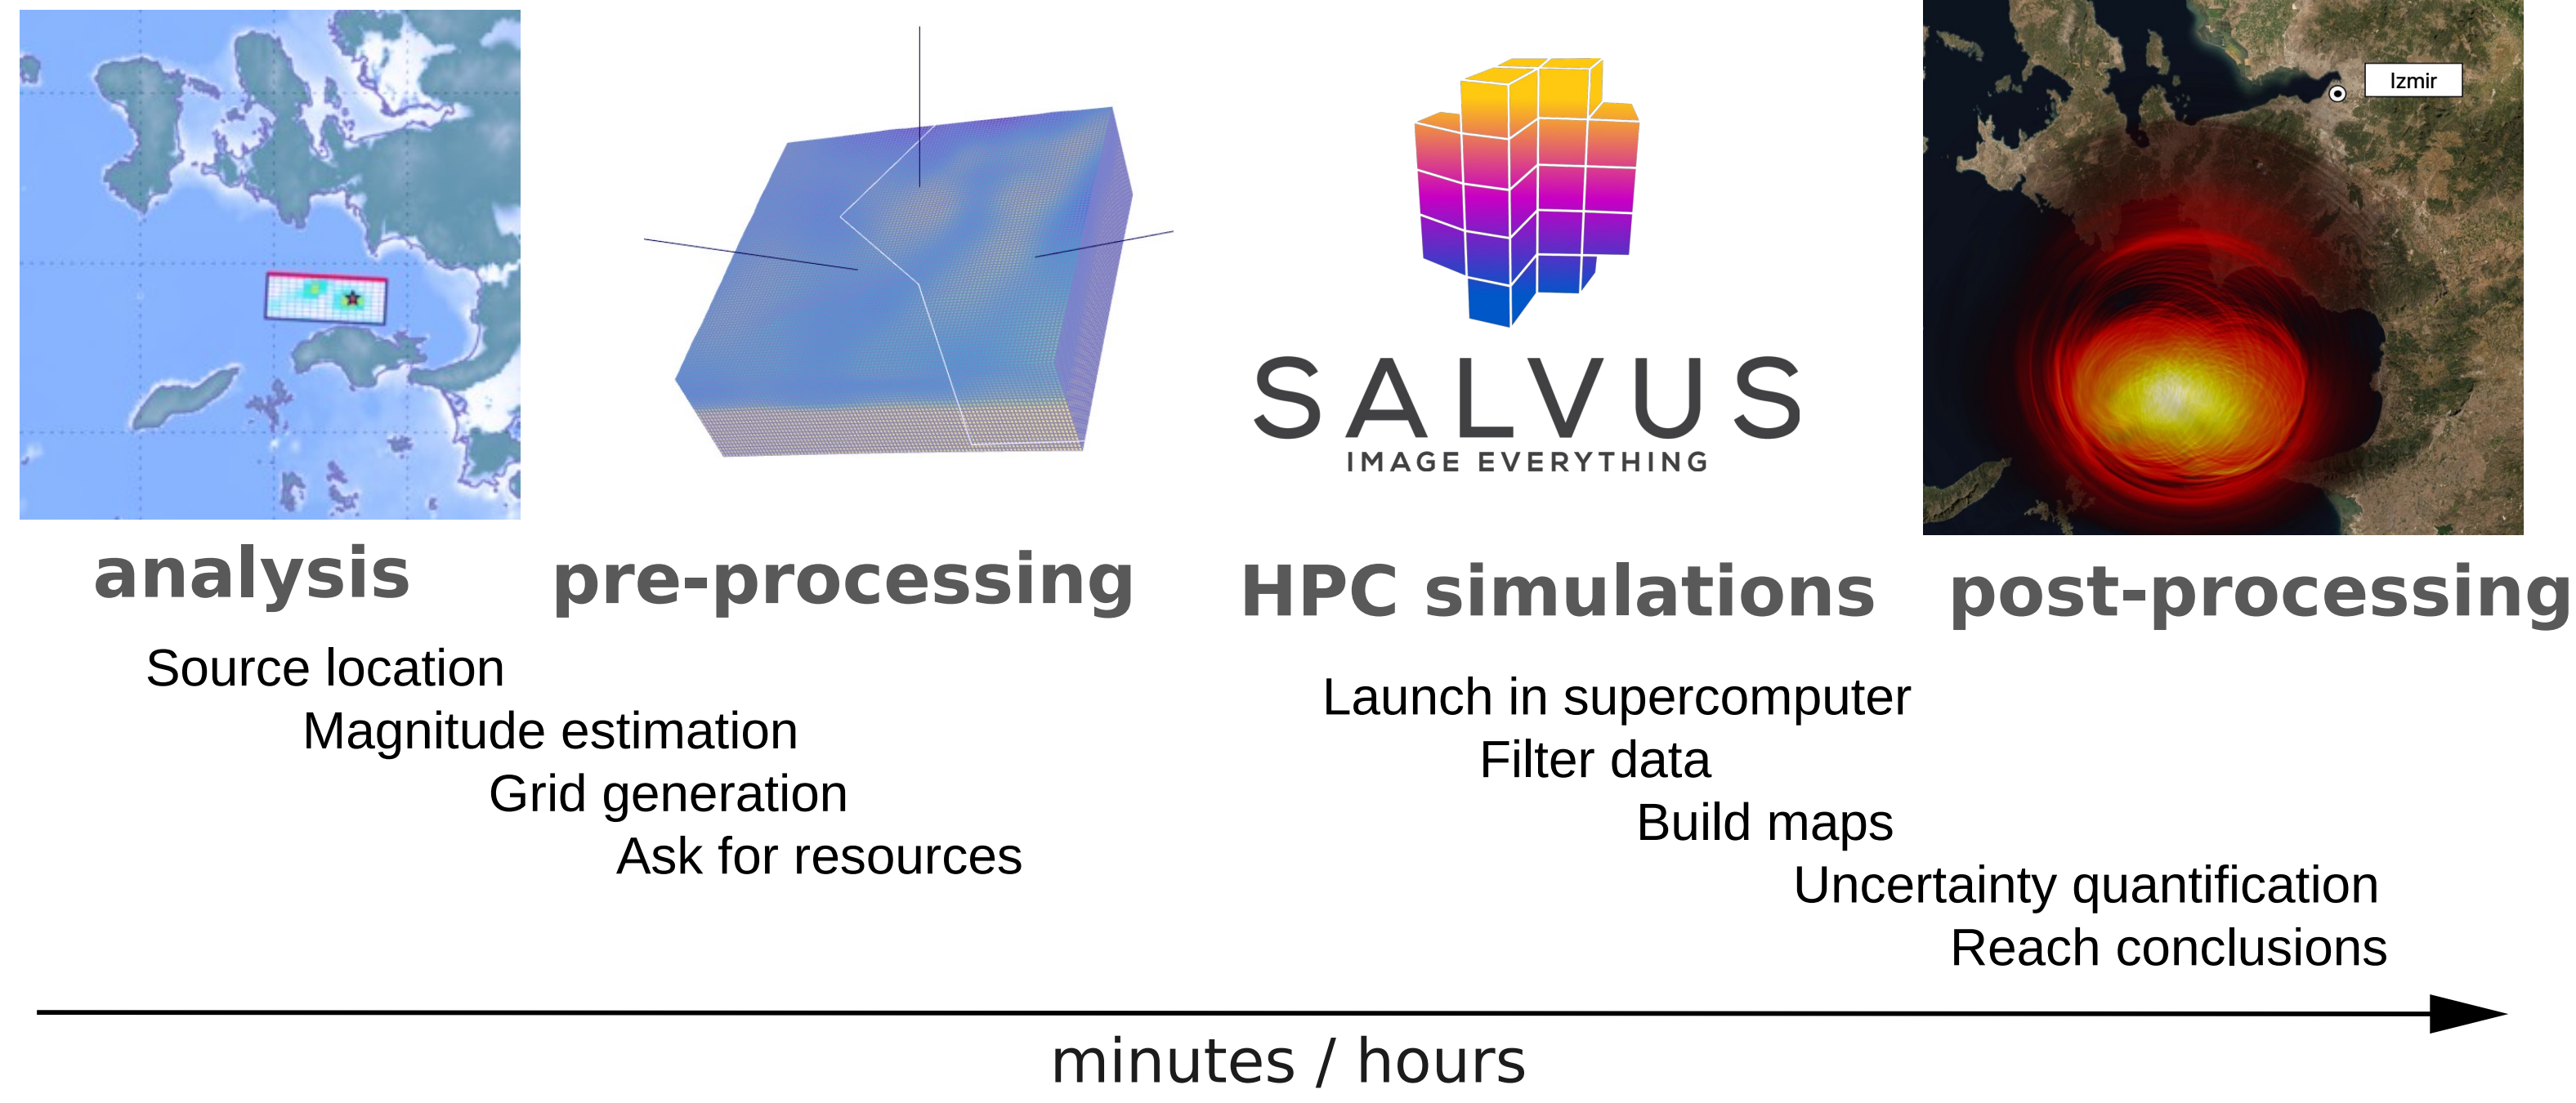 Izmir
SALVUS
IMAGE EVERYTHING
analysis
pre-processing
HPC simulations
post-processing
Source location
Magnitude estimation
Grid generation
Ask for resources
Launch in supercomputer
Filter data
Build maps
Uncertainty quantification
Reach conclusions
minutes / hours